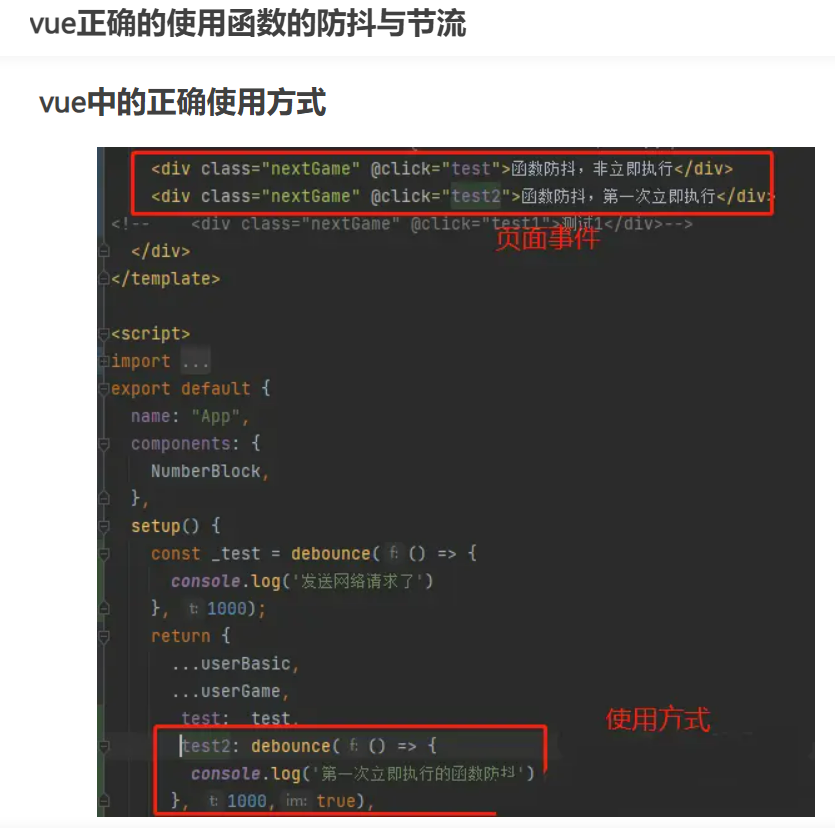 vue正确的使用函数的防抖与节流
vue中的正确使用方式
<div class="nextGame" @click="test">函数防抖，非立即执行</div>
<div class="nextGame" @click="test2">函数防抖，第一次立即执行</div>
<!-- <div class="nextGame" @click="test1">测试1</div>-->
页面事件
</div>
</template>
<script>
import ...
export default {
name: "App",
components: {
NumberBlock,
},
setup() {
const _test = debounce( f: () => {
console.log('发送网络请求了')
}, t: 1000);
return {
...userBasic,
...userGame,
test: _test,
使用方式
test2: debounce( f: () => {
console.log('第一次立即执行的函数防抖')
}, t: 1000, im: true),